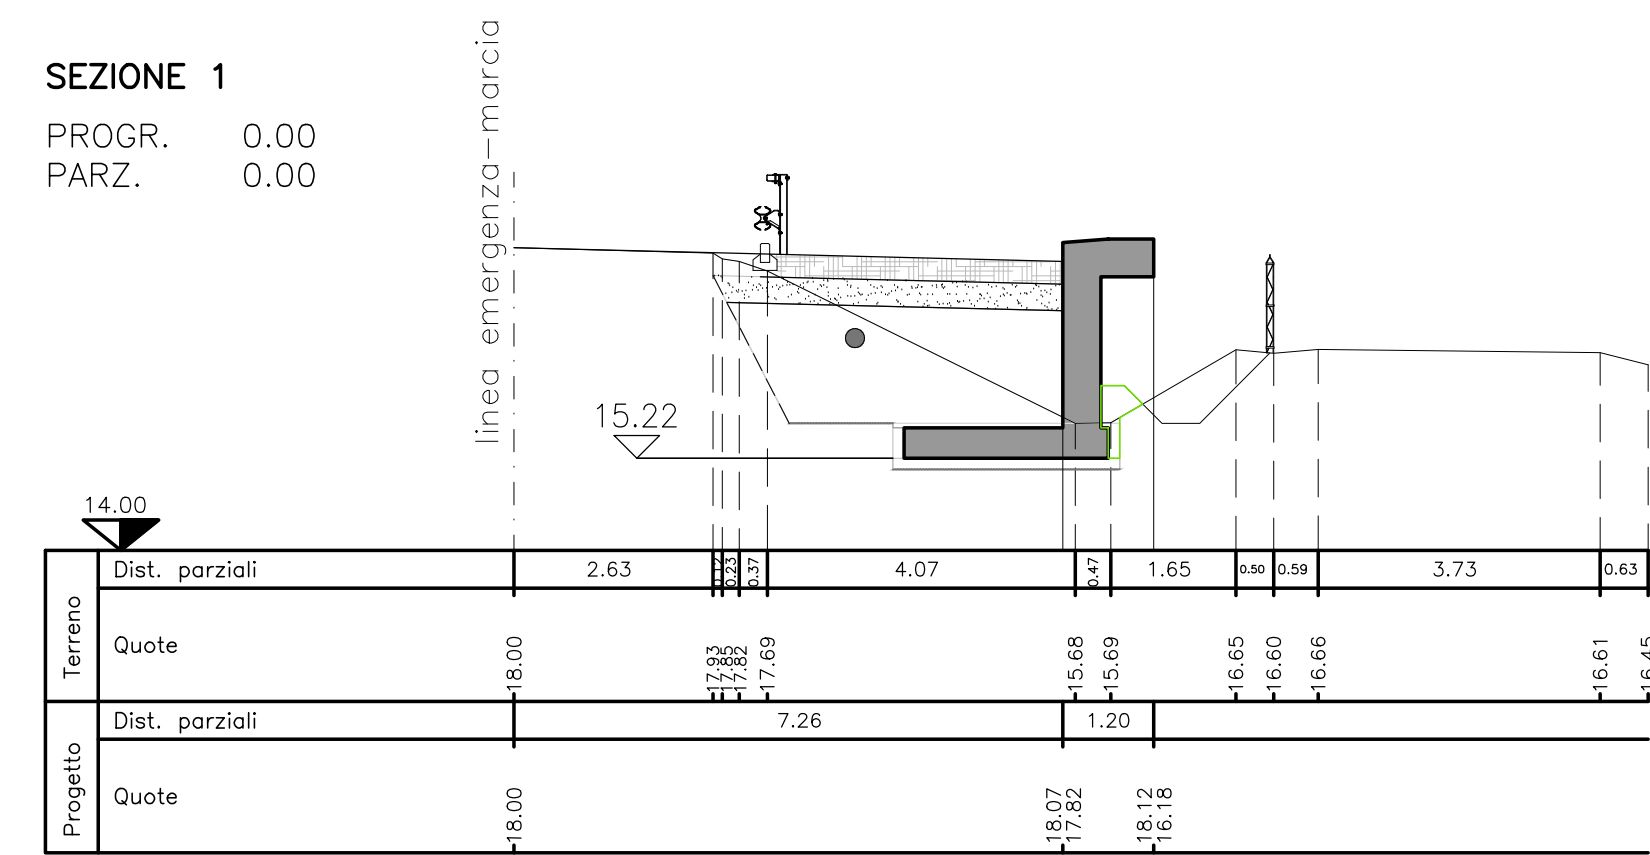 SEZIONE 1
PROGR. 0.00
PARZ. 0.00
linea emergenza-marcia
15.22
14.00
Terreno
Dist. parziali 2.63 0.12 0.23 0.37 4.07 0.47 1.65 0.50 0.59 3.73 0.63
Quote 18.00 17.93 17.85 17.82 17.69 15.68 15.69 16.65 16.60 16.66 16.61 16.45
Progetto
Dist. parziali 7.26 1.20
Quote 18.00 18.07 17.82 18.12 16.18